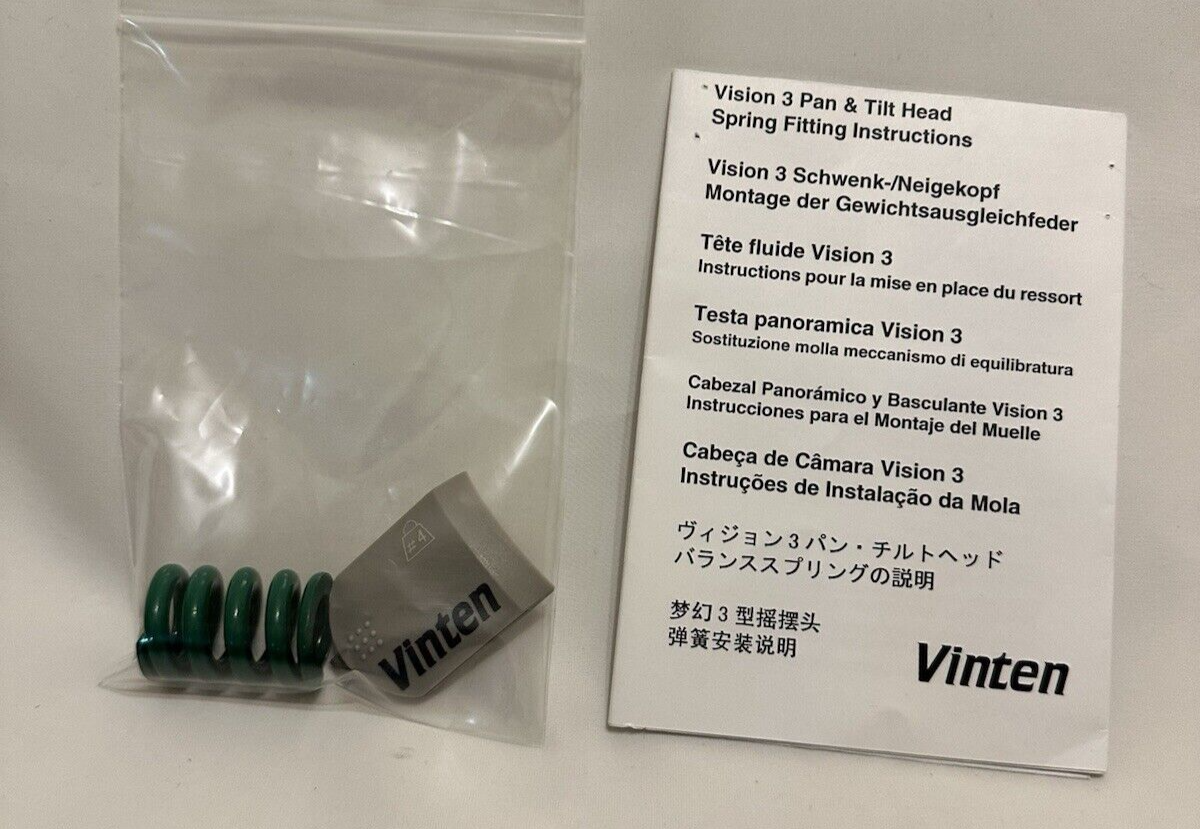 #4
Vinten
Vision 3 Pan & Tilt Head
Spring Fitting Instructions
Vision 3 Schwenk-/Neigekopf
Montage der Gewichtsausgleichfeder
Tête fluide Vision 3
Instructions pour la mise en place du ressort
Testa panoramica Vision 3
Sostituzione molla meccanismo di equilibratura
Cabezal Panorámico y Basculante Vision 3
Instrucciones para el Montaje del Muelle
Cabeça de Câmara Vision 3
Instruções de Instalação da Mola
ヴィジョン3パン・チルトヘッド
バランススプリングの説明
梦幻3型摇摆头
弹簧安装说明
Vinten